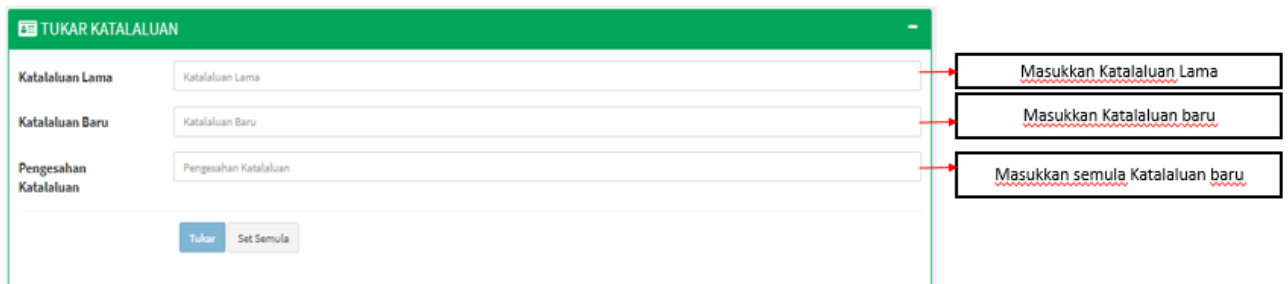 TUKAR KATALALUAN
Katalaluan Lama
Katalaluan Lama
Masukkan Katalaluan Lama
Katalaluan Baru
Katalaluan Baru
Masukkan Katalaluan baru
Pengesahan
Katalaluan
Pengesahan Katalaluan
Masukkan semula Katalaluan baru
Tukar
Set Semula